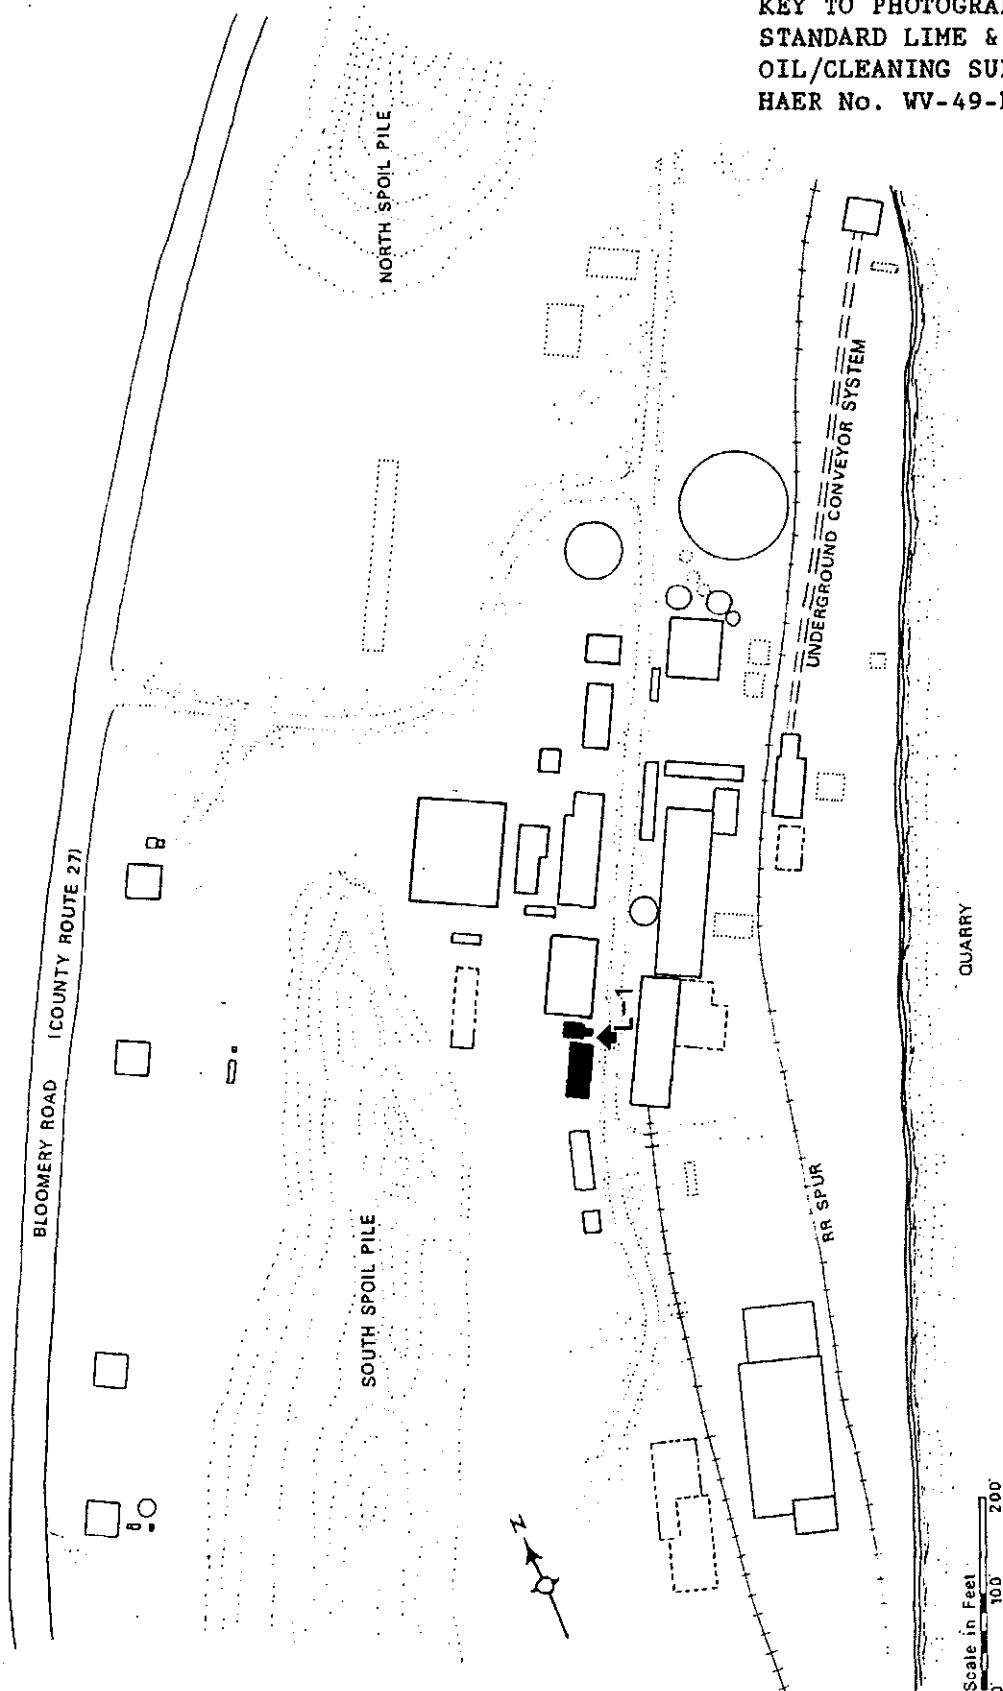 KEY TO PHOTOGRA
STANDARD LIME &
OIL/CLEANING SU
HAER No. WV-49-
NORTH SPOIL PILE
UNDERGROUND CONVEYOR SYSTEM
BLOOMERY ROAD (COUNTY ROUTE 27)
L-1
QUARRY
SOUTH SPOIL PILE
RR SPUR
N
Scale in Feet
0' 100 200'